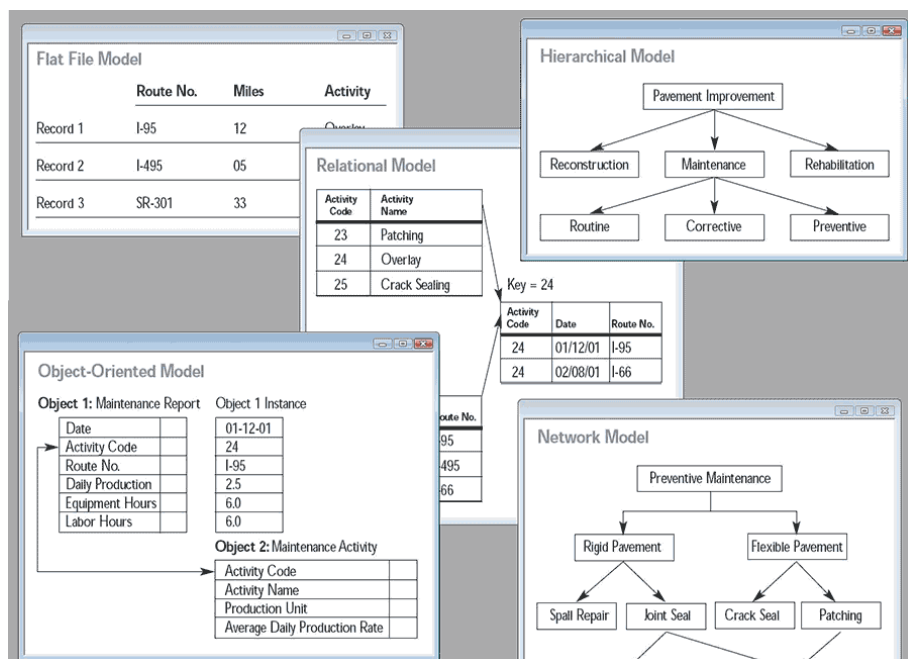 Flat File Model
Route No. Miles Activity
Record 1 I-95 12 Overlay
Record 2 I-495 05
Record 3 SR-301 33
Hierarchical Model
Pavement Improvement
Reconstruction Maintenance Rehabilitation
Routine Corrective Preventive
Relational Model
Activity Code Activity Name
23 Patching
24 Overlay
25 Crack Sealing
Key = 24
Activity Code Date Route No.
24 01/12/01 I-95
24 02/08/01 I-66
oute No.
-95
-495
-66
Object-Oriented Model
Object 1: Maintenance Report Object 1 Instance
Date 01-12-01
Activity Code 24
Route No. I-95
Daily Production 2.5
Equipment Hours 6.0
Labor Hours 6.0
Object 2: Maintenance Activity
Activity Code
Activity Name
Production Unit
Average Daily Production Rate
Network Model
Preventive Maintenance
Rigid Pavement Flexible Pavement
Spall Repair Joint Seal Crack Seal Patching